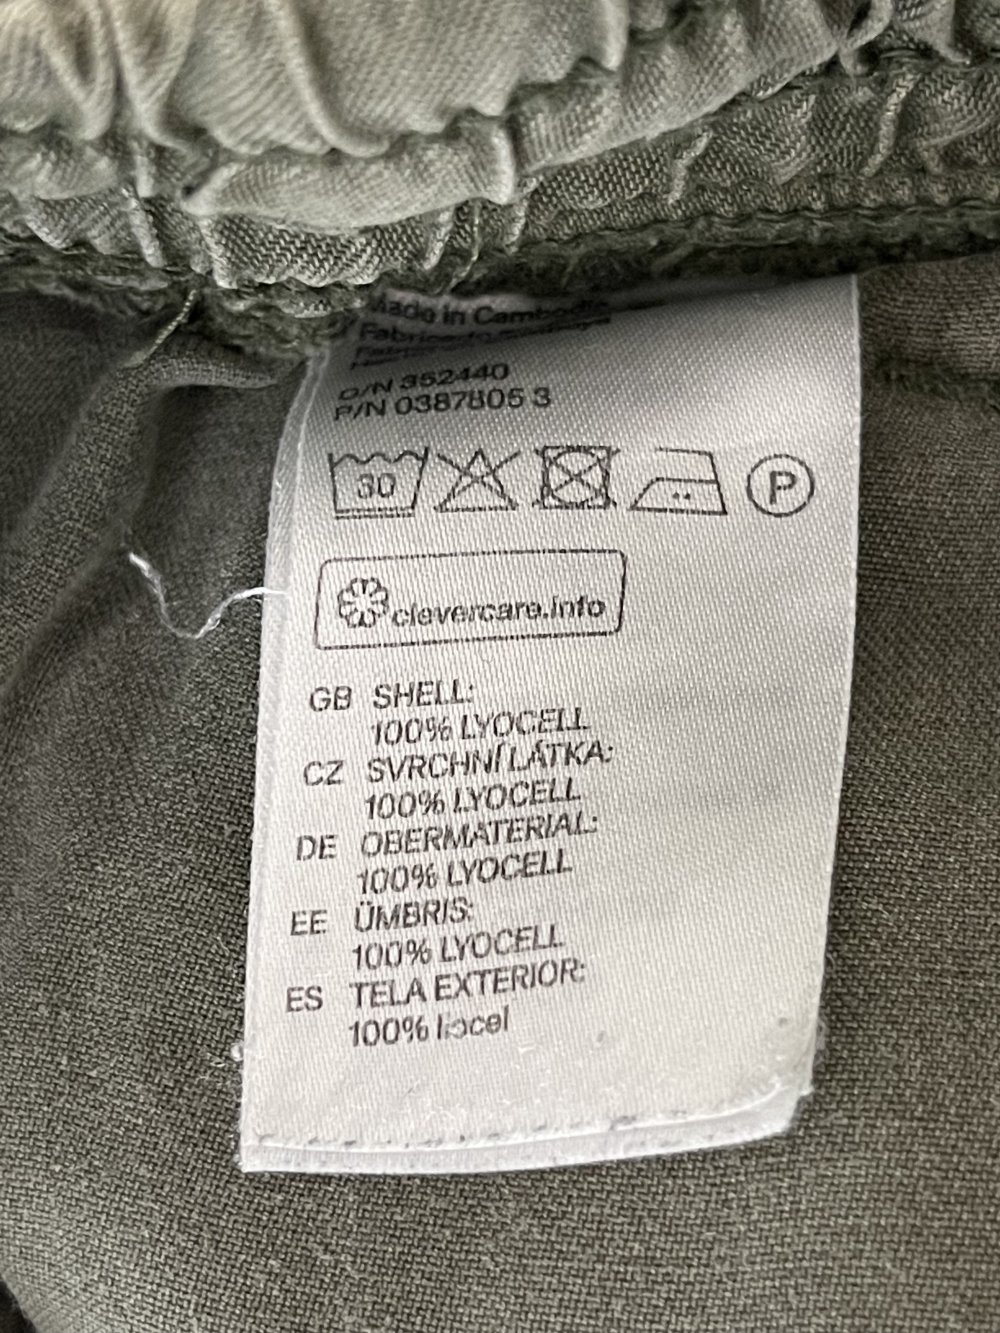 Made in Cambodia
Fabricado
O/N 352440
P/N 0387805 3
30 P
clevercare.info
GB SHELL:
100% LYOCELL
CZ SVRCHNÍ LÁTKA:
100% LYOCELL
DE OBERMATERIAL:
100% LYOCELL
EE ÜMBRIS:
100% LYOCELL
ES TELA EXTERIOR:
100% liocel